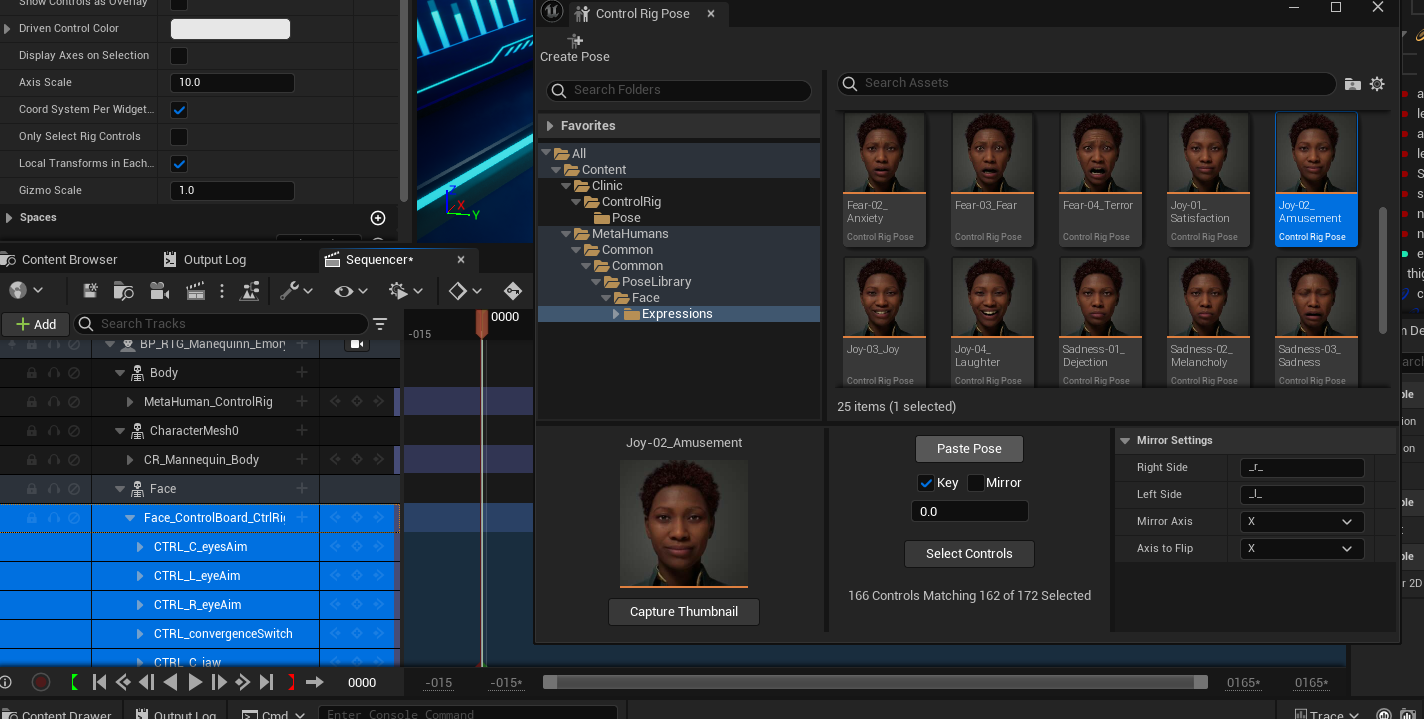 Show Controls as Overlay
Driven Control Color
Display Axes on Selection
Axis Scale
10.0
Coord System Per Widget...
Only Select Rig Controls
Local Transforms in Each...
Gizmo Scale
1.0
Spaces
Z
X
Y
Content Browser
Output Log
Sequencer*
Add
Search Tracks
0000
-015
BP_RTG_Manequinn_Emory
Body
MetaHuman_ControlRig
CharacterMesh0
CR_Mannequin_Body
Face
Face_ControlBoard_CtrlRig
CTRL_C_eyesAim
CTRL_L_eyeAim
CTRL_R_eyeAim
CTRL_convergenceSwitch
CTRL_C_jaw
0000
-015
-015*
0165*
0165*
Content Drawer
Output Log
Cmd
Enter Console Command
Trace
Control Rig Pose
Create Pose
Search Folders
Favorites
All
Content
Clinic
ControlRig
Pose
MetaHumans
Common
Common
PoseLibrary
Face
Expressions
Search Assets
Fear-02_
Anxiety
Control Rig Pose
Fear-03_Fear
Control Rig Pose
Fear-04_Terror
Control Rig Pose
Joy-01_
Satisfaction
Control Rig Pose
Joy-02_
Amusement
Control Rig Pose
Joy-03_Joy
Control Rig Pose
Joy-04_
Laughter
Control Rig Pose
Sadness-01_
Dejection
Control Rig Pose
Sadness-02_
Melancholy
Control Rig Pose
Sadness-03_
Sadness
Control Rig Pose
25 items (1 selected)
Joy-02_Amusement
Capture Thumbnail
Paste Pose
Key
Mirror
0.0
Select Controls
166 Controls Matching 162 of 172 Selected
Mirror Settings
Right Side
_r_
Left Side
_l_
Mirror Axis
X
Axis to Flip
X